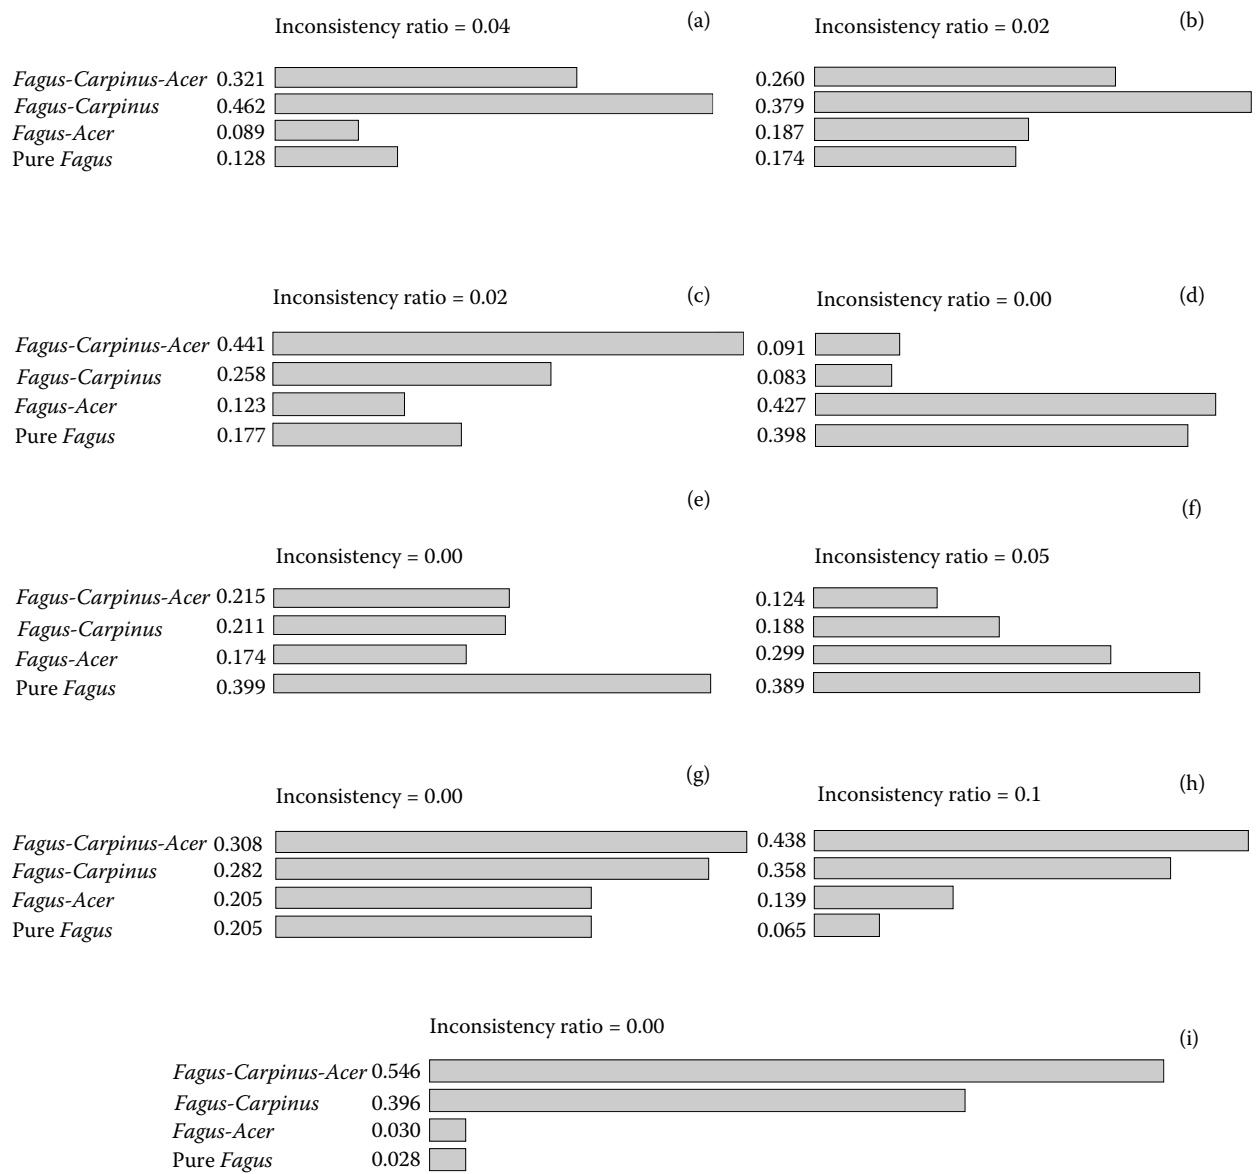 Inconsistency ratio = 0.04 (a)
Fagus-Carpinus-Acer 0.321
Fagus-Carpinus 0.462
Fagus-Acer 0.089
Pure Fagus 0.128
Inconsistency ratio = 0.02 (b)
0.260
0.379
0.187
0.174
Inconsistency ratio = 0.02 (c)
Fagus-Carpinus-Acer 0.441
Fagus-Carpinus 0.258
Fagus-Acer 0.123
Pure Fagus 0.177
Inconsistency ratio = 0.00 (d)
0.091
0.083
0.427
0.398
(e)
Inconsistency = 0.00
Fagus-Carpinus-Acer 0.215
Fagus-Carpinus 0.211
Fagus-Acer 0.174
Pure Fagus 0.399
(f)
Inconsistency ratio = 0.05
0.124
0.188
0.299
0.389
(g)
Inconsistency = 0.00
Fagus-Carpinus-Acer 0.308
Fagus-Carpinus 0.282
Fagus-Acer 0.205
Pure Fagus 0.205
(h)
Inconsistency ratio = 0.1
0.438
0.358
0.139
0.065
Inconsistency ratio = 0.00
(i)
Fagus-Carpinus-Acer 0.546
Fagus-Carpinus 0.396
Fagus-Acer 0.030
Pure Fagus 0.028